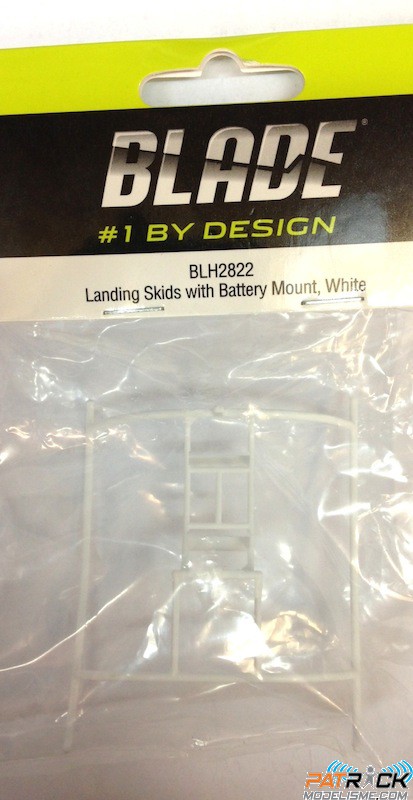 BLADE®
#1 BY DESIGN
BLH2822
Landing Skids with Battery Mount, White
PATRICK
MODELISME.COM